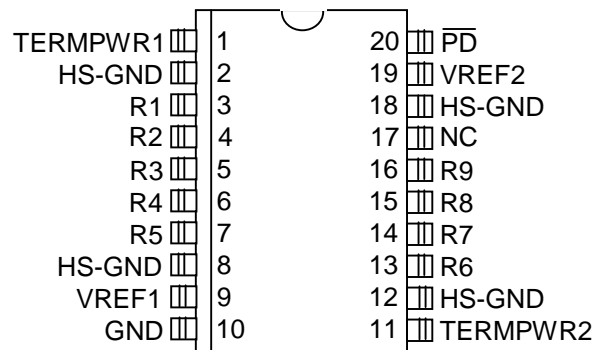 TERMPWR1 1 20 P̅D̅
HS-GND 2 19 VREF2
R1 3 18 HS-GND
R2 4 17 NC
R3 5 16 R9
R4 6 15 R8
R5 7 14 R7
HS-GND 8 13 R6
VREF1 9 12 HS-GND
GND 10 11 TERMPWR2